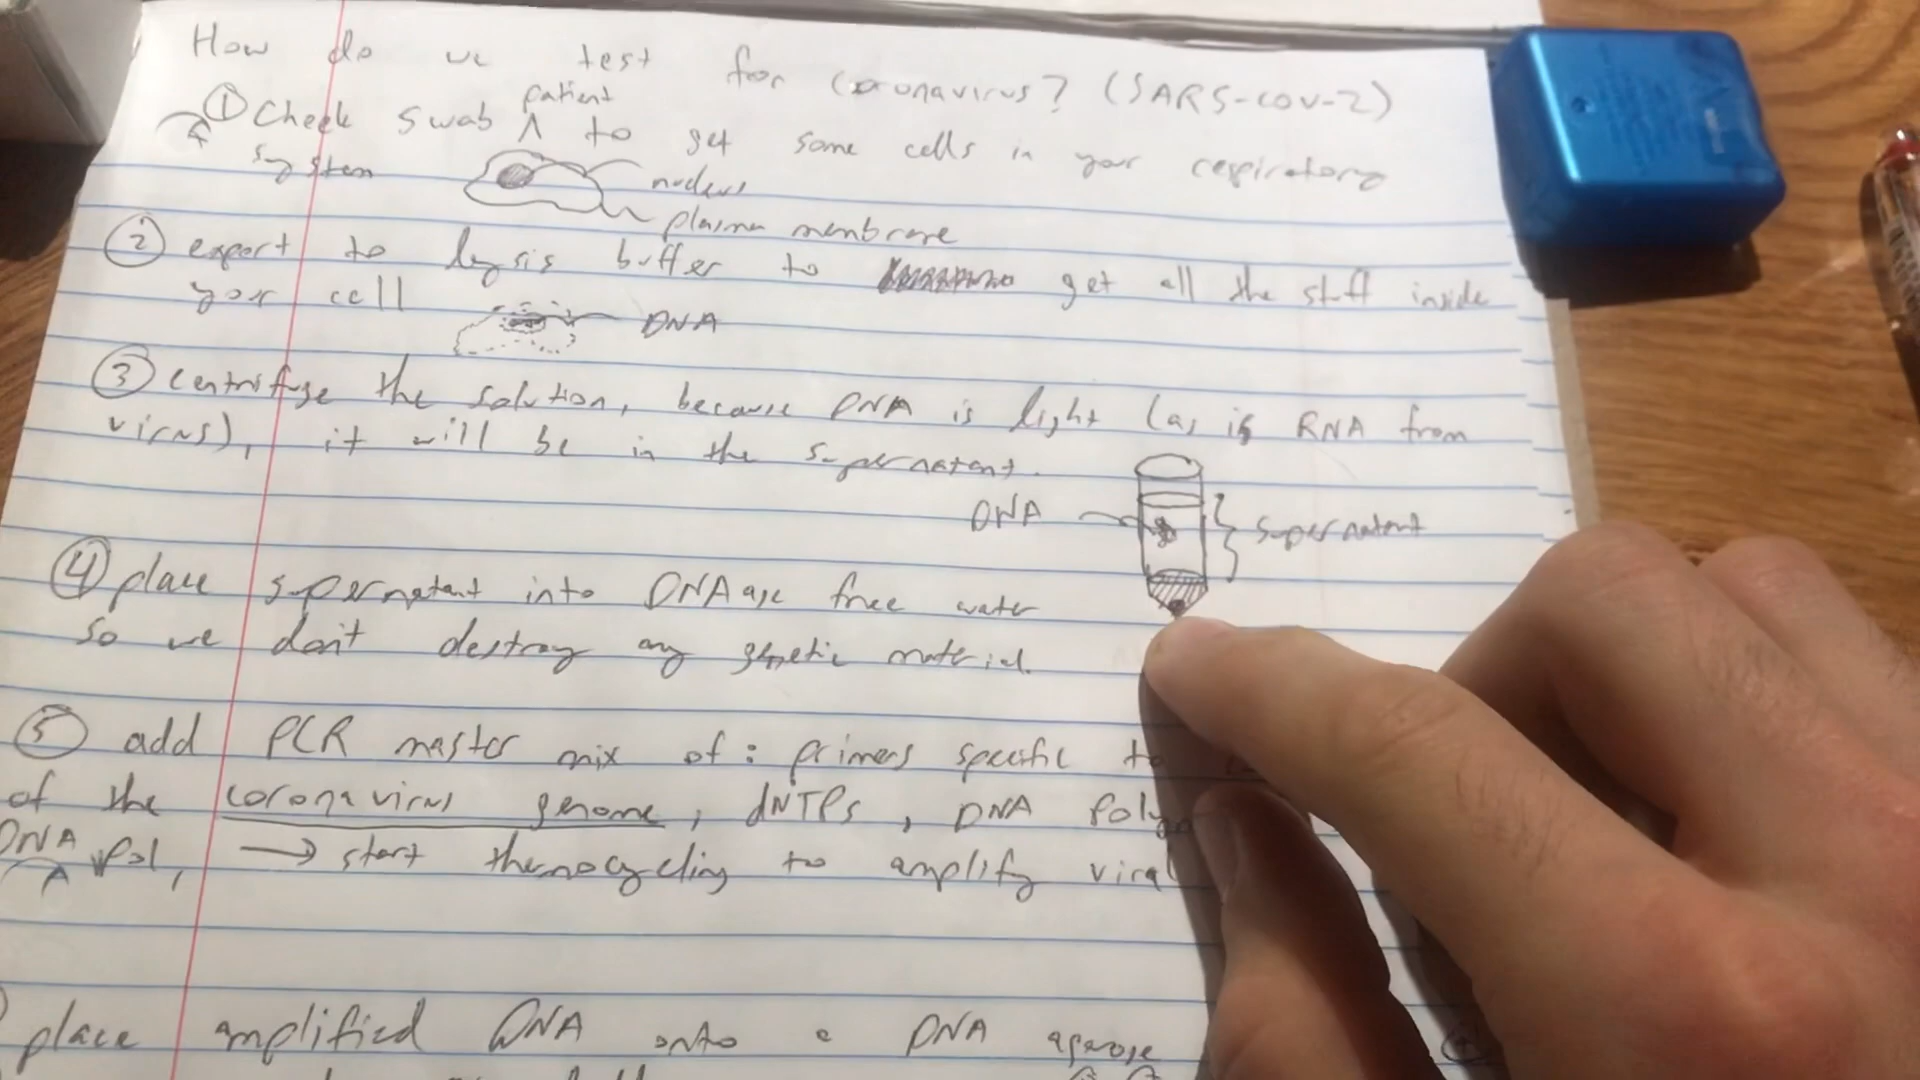 How do we test for coronavirus? (SARS-COV-2)
① Cheek swab patient to get some cells in your respiratory
system
nucleus
plasma membrane
② export to lysis buffer to get all the stuff inside
your cell
DNA
③ centrifuge the solution, because DNA is light (as is RNA from
virus), it will be in the supernatent.
DNA
supernatent
④ place supernatent into DNAase free water
so we don't destroy any genetic material.
⑤ add PCR master mix of: primers specific to
of the coronavirus genome, dNTPs, DNA poly
DNA Pol, → start thermocycling to amplify viral
place amplified DNA onto a DNA agarose